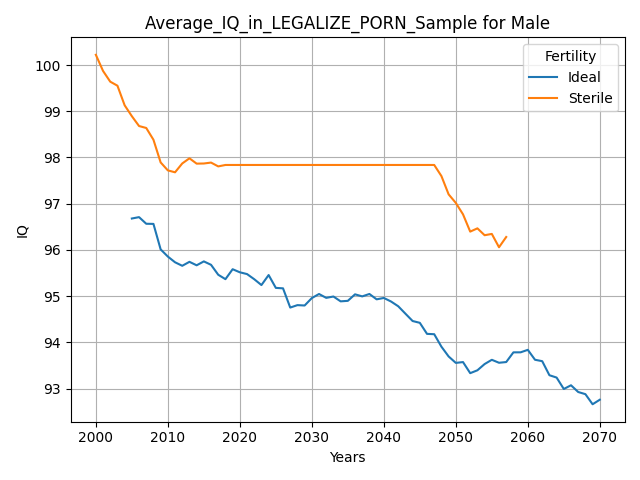 Average_IQ_in_LEGALIZE_PORN_Sample for Male
Fertility
Ideal
Sterile
IQ
100
99
98
97
96
95
94
93
2000 2010 2020 2030 2040 2050 2060 2070
Years